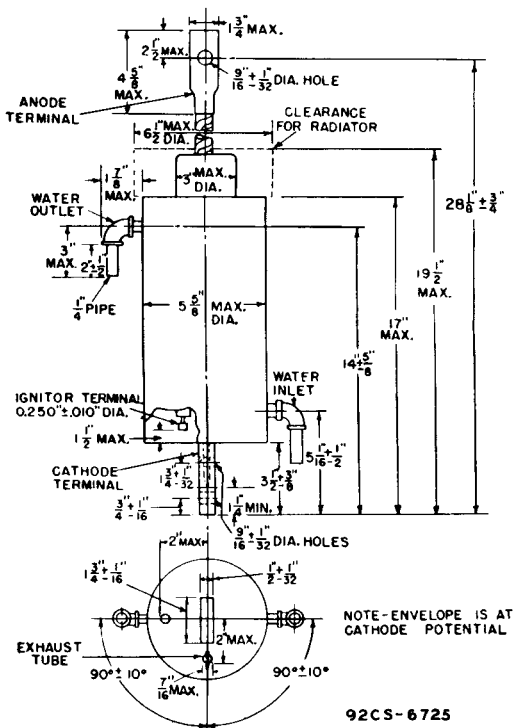 1 3/4" MAX.
2 1/2" MAX.
4 5/8" MAX.
9/16" ± 1/32" DIA. HOLE
ANODE TERMINAL
6 1/2" MAX. DIA.
CLEARANCE FOR RADIATOR
1 7/8" MAX.
3" MAX. DIA.
28 1/8" ± 3/4"
WATER OUTLET
19 1/2" MAX.
3" MAX.
2" ± 1/2"
17" MAX.
1/4" PIPE
5 5/8" MAX. DIA.
14" ± 5/8"
IGNITOR TERMINAL
0.250" ± .010" DIA.
WATER INLET
1 1/2" MAX.
5 1/16" ± 1/2"
CATHODE TERMINAL
1 3/4" ± 1/32"
3 1/2" ± 3/8"
3/4" ± 1/16"
1 1/4" MIN.
9/16" ± 1/32" DIA. HOLES
2" MAX.
1 3/4" ± 1/16"
1/2" ± 1/32"
NOTE-ENVELOPE IS AT
CATHODE POTENTIAL
2" MAX.
EXHAUST TUBE
90° ± 10°
7/16" MAX.
90° ± 10°
92CS-6725